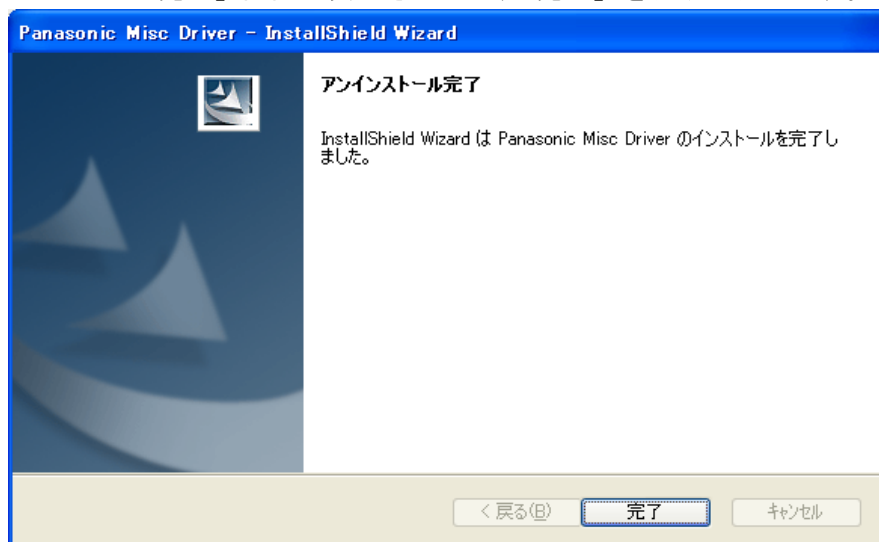 Panasonic Misc Driver - InstallShield Wizard
アンインストール完了
InstallShield Wizard は Panasonic Misc Driver のインストールを完了し
ました。
< 戻る(B)
完了
キャンセル